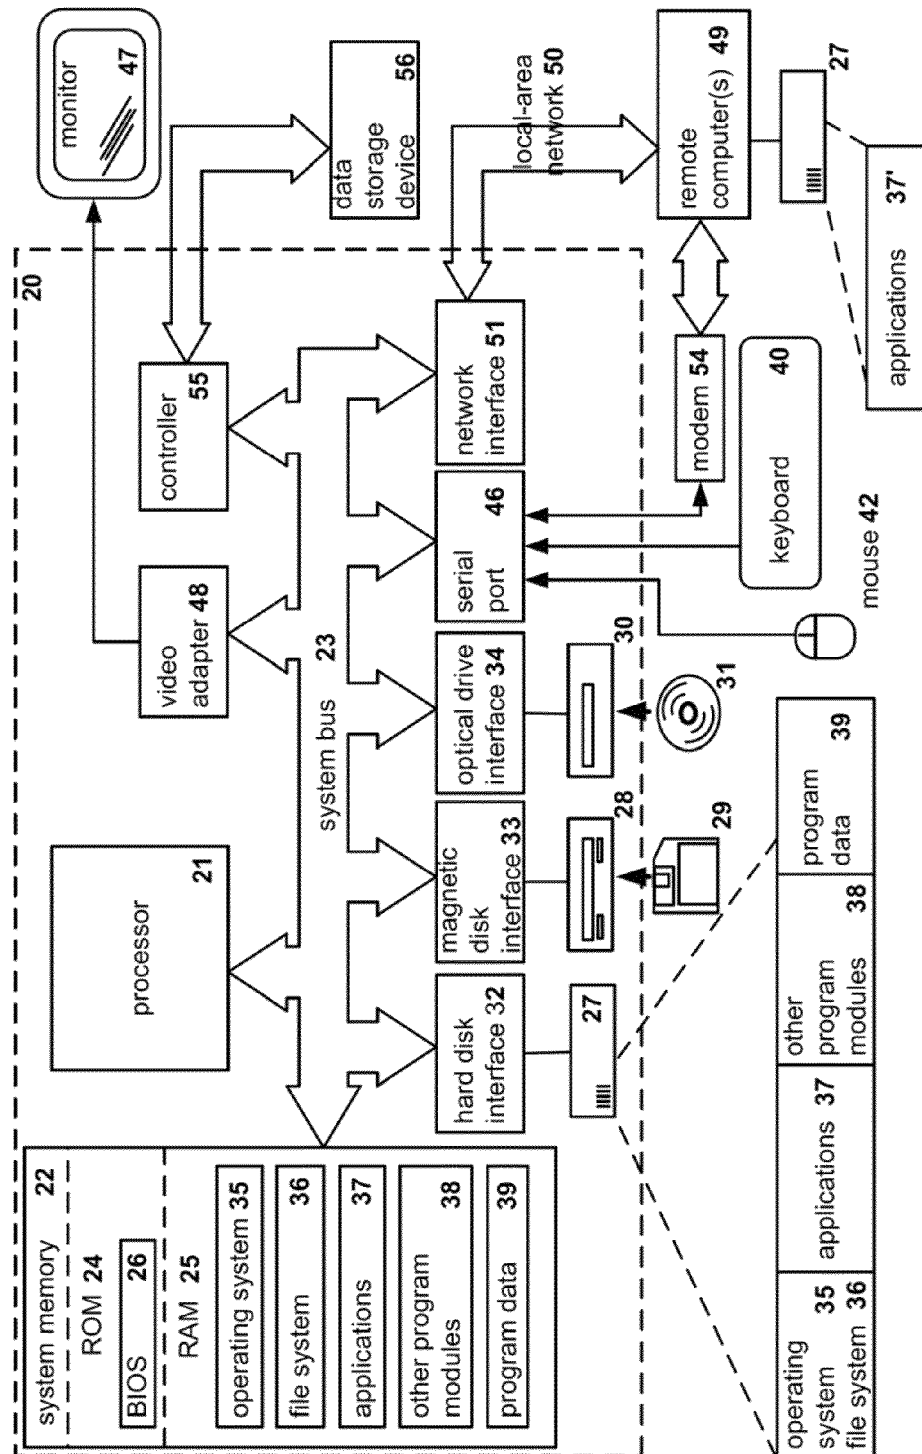 20
system memory 22
ROM 24
BIOS 26
RAM 25
operating system 35
file system 36
applications 37
other program
modules 38
program data 39
processor 21
video
adapter 48
controller 55
monitor 47
data
storage
device 56
system bus 23
hard disk
interface 32
magnetic
disk
interface 33
optical drive
interface 34
serial
port 46
network
interface 51
local-area
network 50
27
28
30
29
31
remote
computer(s) 49
modem 54
keyboard 40
mouse 42
27
applications 37'
operating
system 35
file system 36
applications 37
other
program
modules 38
program
data 39